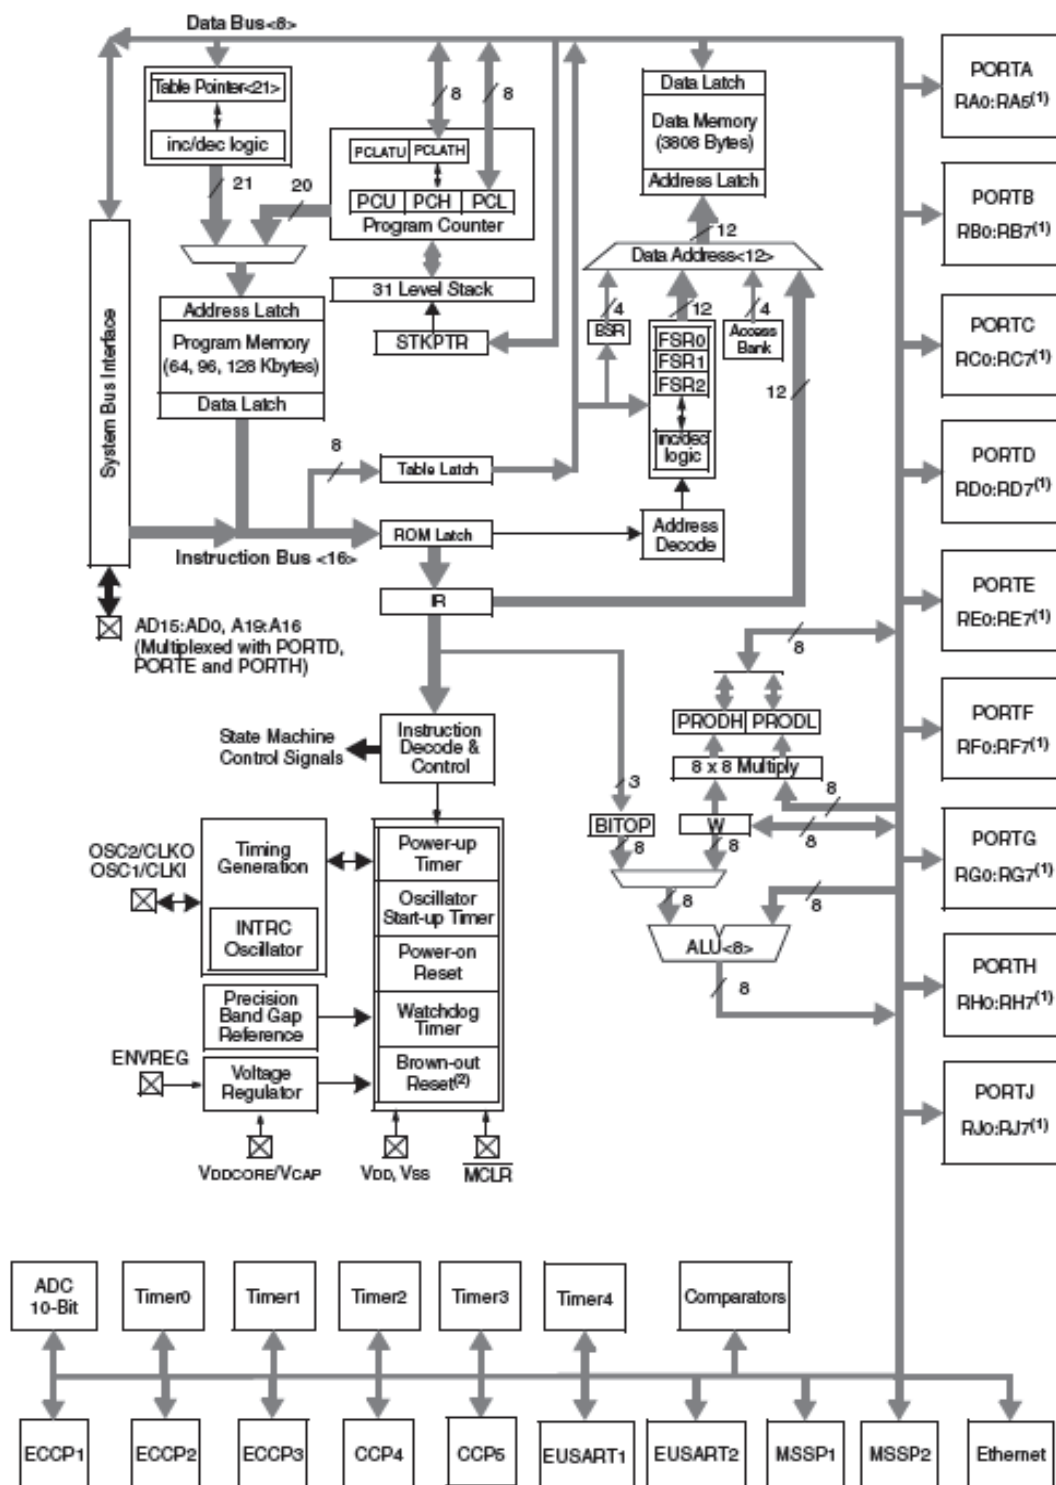 Data Bus<8>
Table Pointer<21>
inc/dec logic
21
20
8
8
PCLATU PCLATH
PCU PCH PCL
Program Counter
31 Level Stack
STKPTR
Data Latch
Data Memory
(3808 Bytes)
Address Latch
12
Data Address<12>
4
12
4
BSR
FSR0
FSR1
FSR2
inc/dec
logic
Access
Bank
12
Address
Decode
System Bus Interface
Address Latch
Program Memory
(64, 96, 128 Kbytes)
Data Latch
8
Table Latch
ROM Latch
Instruction Bus <16>
IR
AD15:AD0, A19:A16
(Multiplexed with PORTD,
PORTE and PORTH)
State Machine
Control Signals
Instruction
Decode &
Control
8
PRODH PRODL
8 x 8 Multiply
3
8
BITOP
W
8
8
8
8
8
ALU<8>
8
OSC2/CLKO
OSC1/CLKI
Timing
Generation
INTRC
Oscillator
Power-up
Timer
Oscillator
Start-up Timer
Power-on
Reset
Watchdog
Timer
Brown-out
Reset(2)
Precision
Band Gap
Reference
ENVREG
Voltage
Regulator
VDDCORE/VCAP
VDD, VSS
MCLR
PORTA
RA0:RA5(1)
PORTB
RB0:RB7(1)
PORTC
RC0:RC7(1)
PORTD
RD0:RD7(1)
PORTE
RE0:RE7(1)
PORTF
RF0:RF7(1)
PORTG
RG0:RG7(1)
PORTH
RH0:RH7(1)
PORTJ
RJ0:RJ7(1)
ADC
10-Bit
Timer0
Timer1
Timer2
Timer3
Timer4
Comparators
ECCP1
ECCP2
ECCP3
CCP4
CCP5
EUSART1
EUSART2
MSSP1
MSSP2
Ethernet